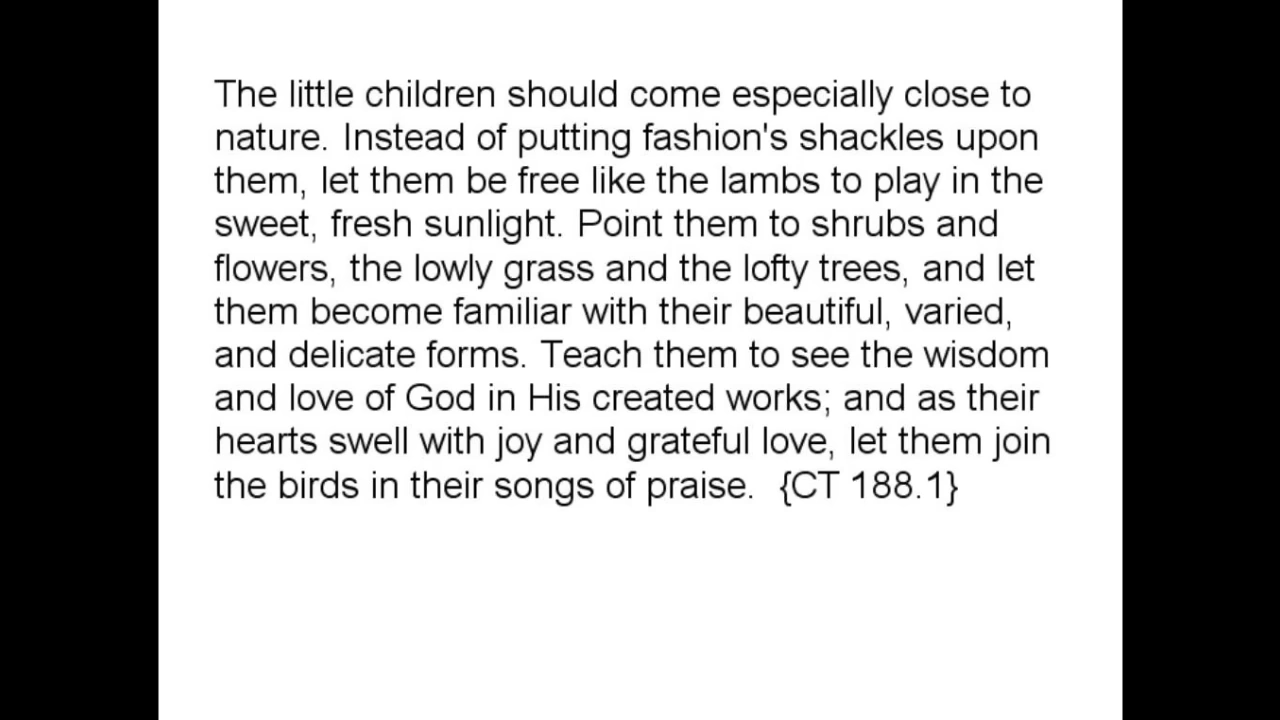 The little children should come especially close to
nature. Instead of putting fashion's shackles upon
them, let them be free like the lambs to play in the
sweet, fresh sunlight. Point them to shrubs and
flowers, the lowly grass and the lofty trees, and let
them become familiar with their beautiful, varied,
and delicate forms. Teach them to see the wisdom
and love of God in His created works; and as their
hearts swell with joy and grateful love, let them join
the birds in their songs of praise.  {CT 188.1}